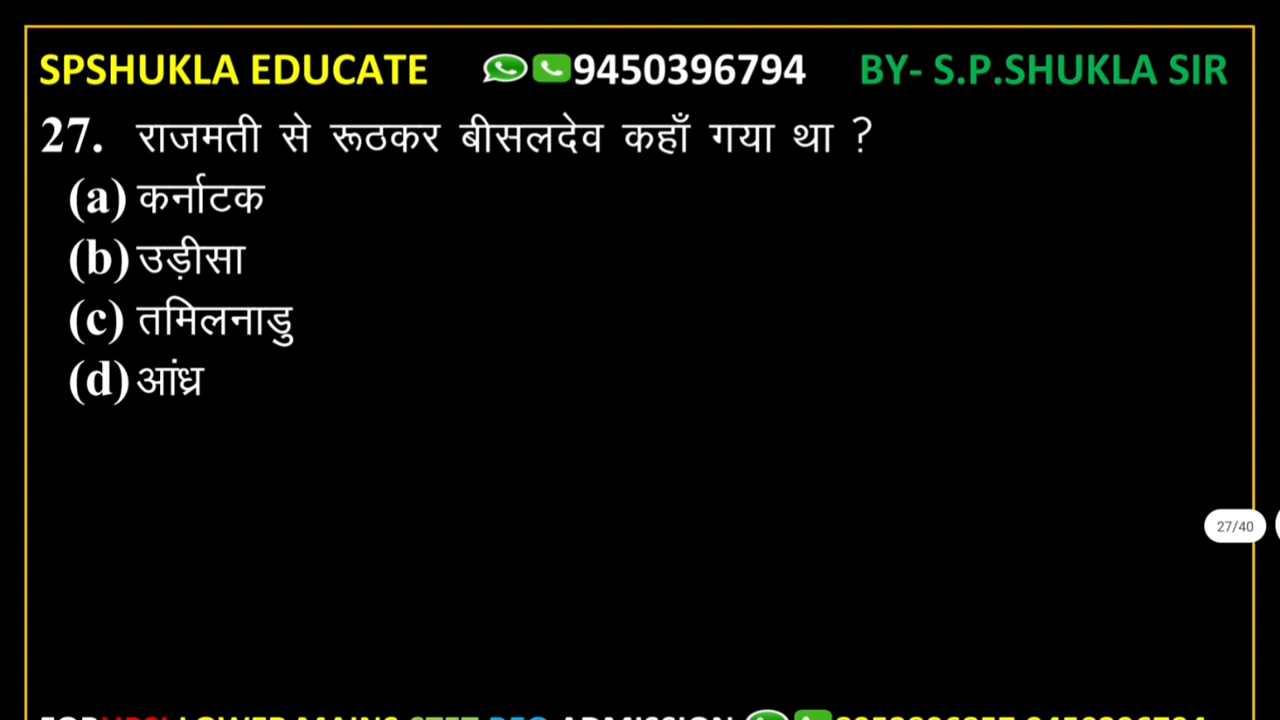 SPSHUKLA EDUCATE 9450396794 BY- S.P.SHUKLA SIR
27. राजमती से रूठकर बीसलदेव कहाँ गया था ?
(a) कर्नाटक
(b) उड़ीसा
(c) तमिलनाडु
(d) आंध्र
27/40